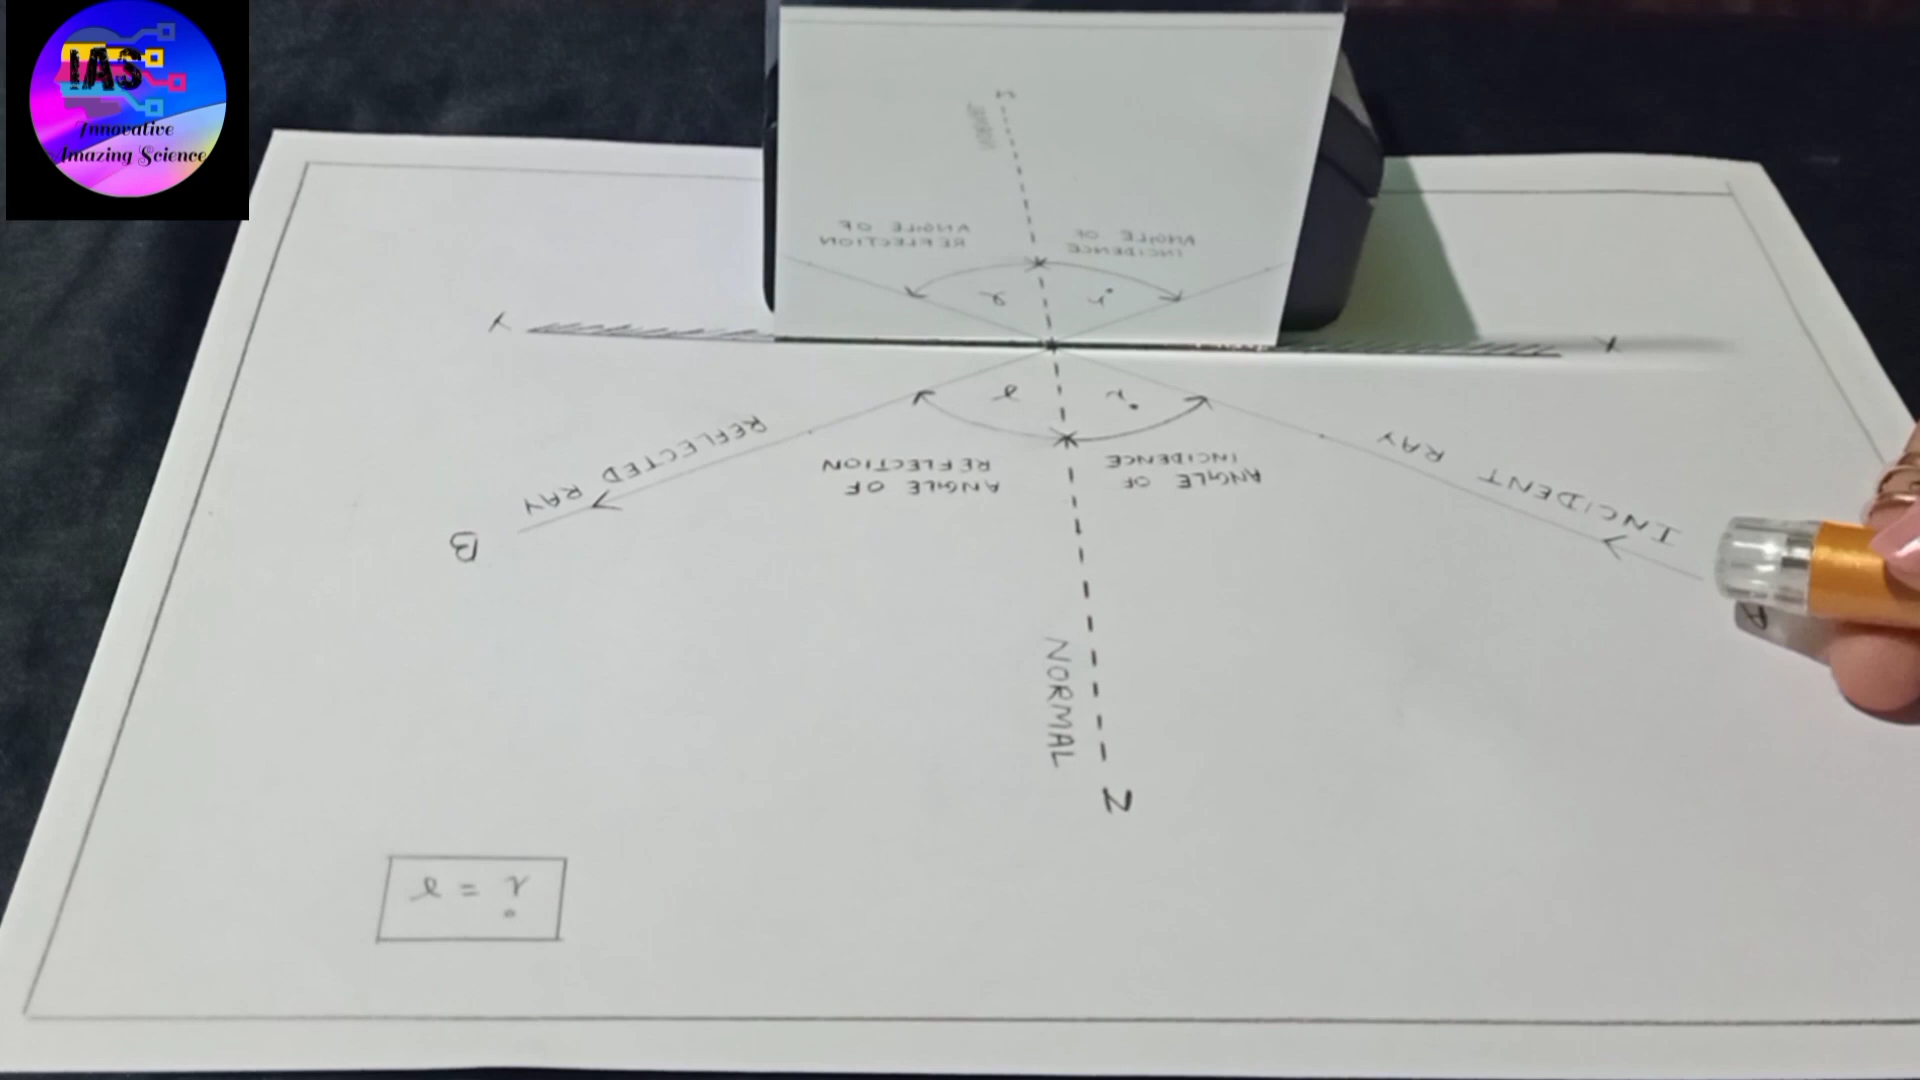 IAS
Innovative
Amazing Science
NORMAL
ANGLE OF
REFLECTION
ANGLE OF
INCIDENCE
r
i
X
Y
r
i
REFLECTED RAY
INCIDENT RAY
ANGLE OF
REFLECTION
ANGLE OF
INCIDENCE
B
A
NORMAL
N
i = r